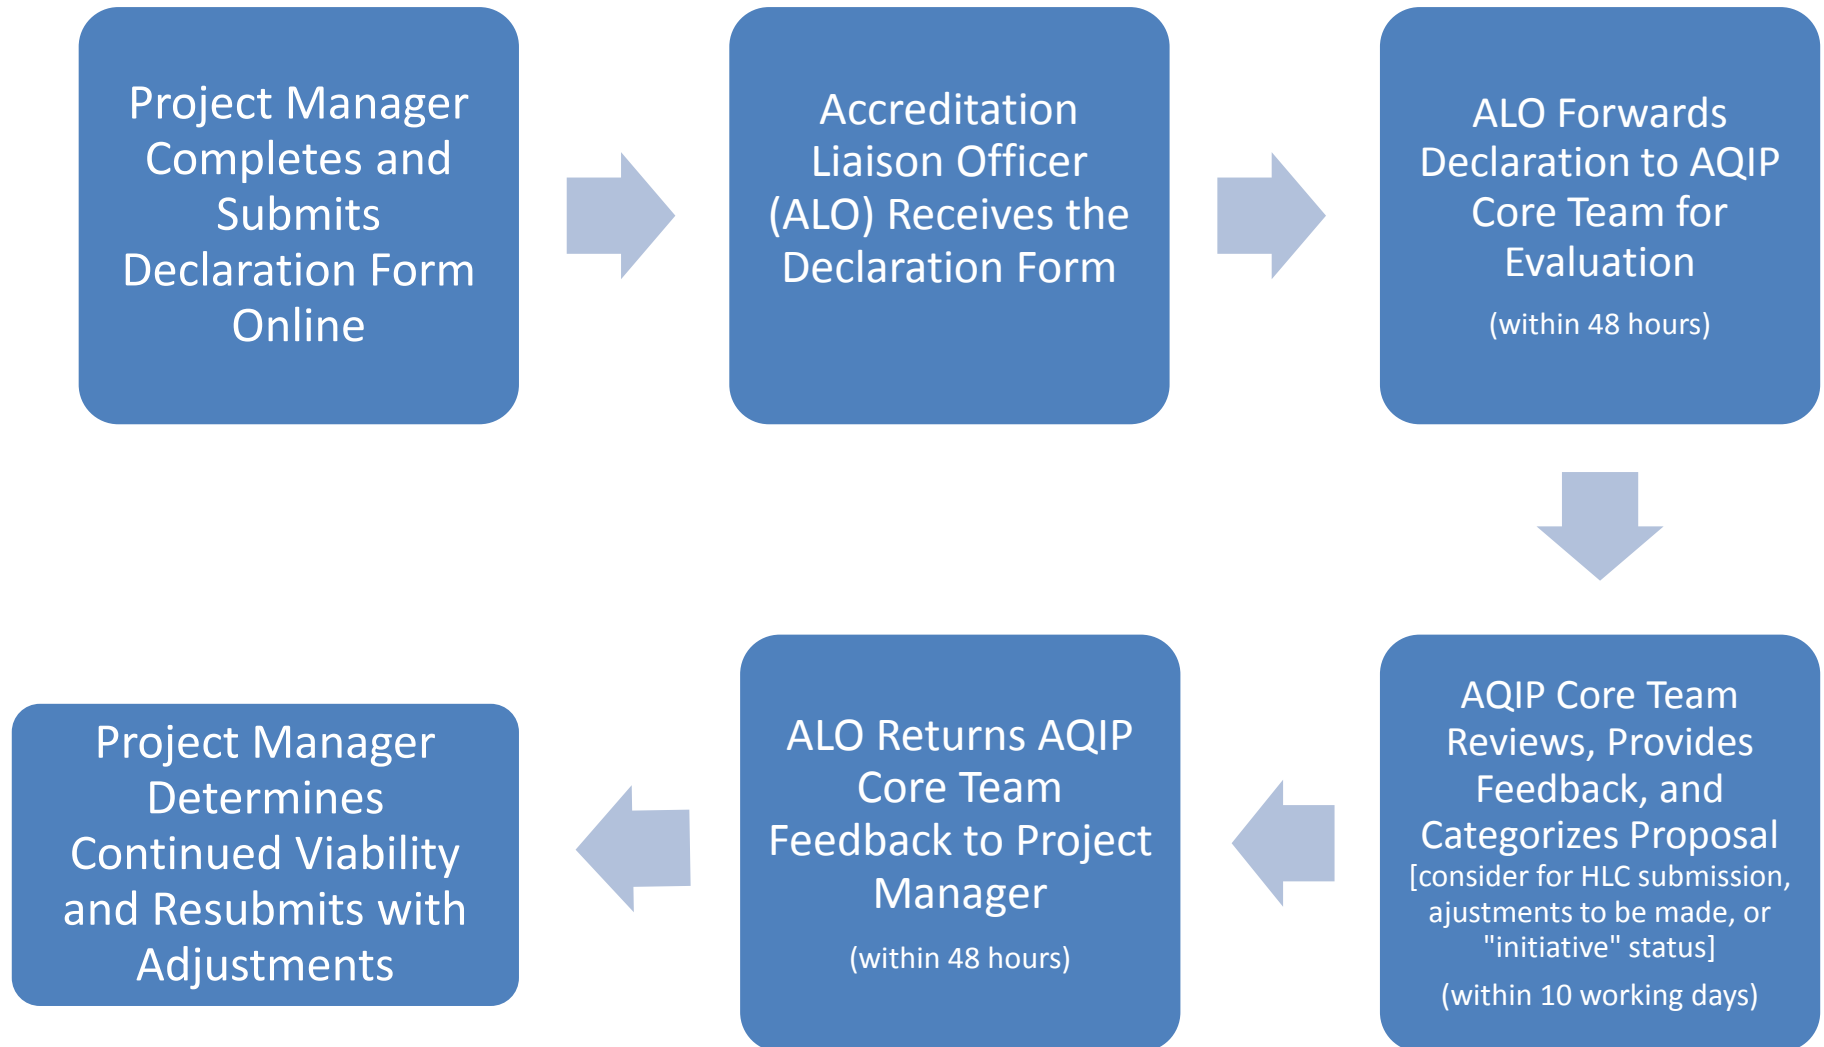 Project Manager
Completes and
Submits
Declaration Form
Online
Accreditation
Liaison Officer
(ALO) Receives the
Declaration Form
ALO Forwards
Declaration to AQIP
Core Team for
Evaluation
(within 48 hours)
AQIP Core Team
Reviews, Provides
Feedback, and
Categorizes Proposal
[consider for HLC submission,
ajustments to be made, or
"initiative" status]
(within 10 working days)
ALO Returns AQIP
Core Team
Feedback to Project
Manager
(within 48 hours)
Project Manager
Determines
Continued Viability
and Resubmits with
Adjustments